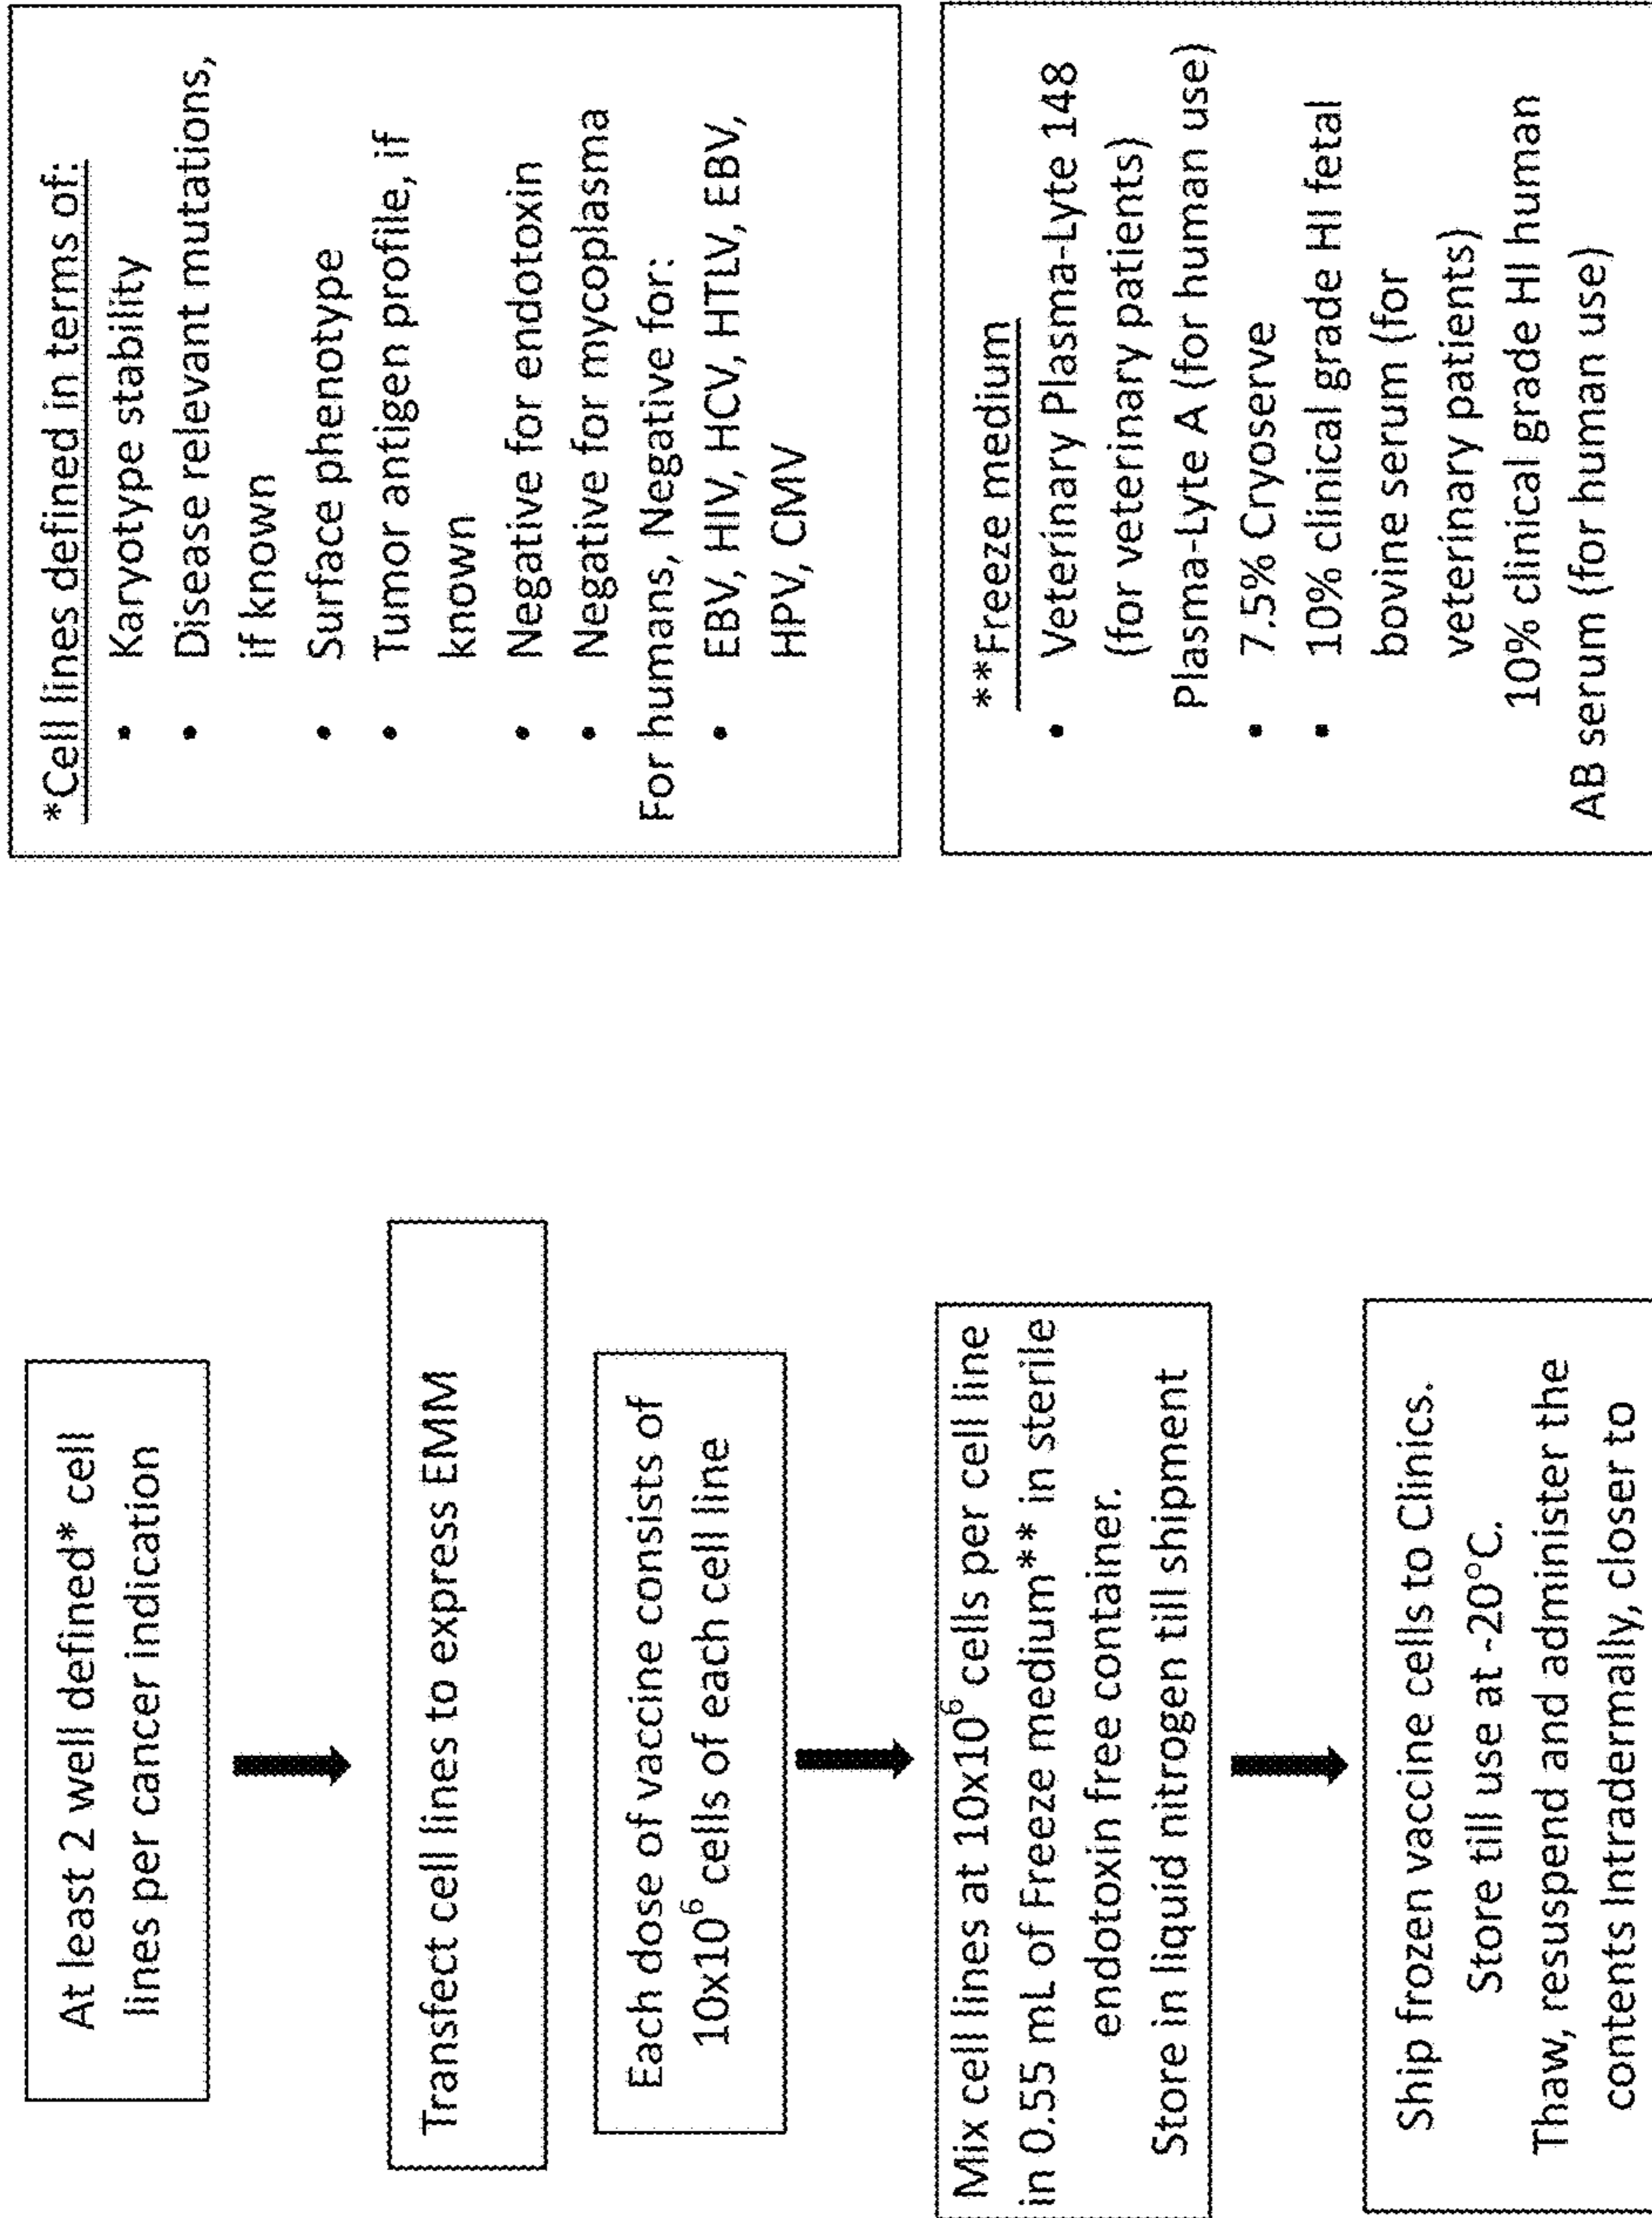 At least 2 well defined* cell
lines per cancer indication
Transfect cell lines to express EMM
Each dose of vaccine consists of
10x10⁶ cells of each cell line
Mix cell lines at 10x10⁶ cells per cell line
in 0.55 mL of Freeze medium** in sterile
endotoxin free container.
Store in liquid nitrogen till shipment
Ship frozen vaccine cells to Clinics.
Store till use at -20°C.
Thaw, resuspend and administer the
contents Intradermally, closer to
*Cell lines defined in terms of:
• Karyotype stability
• Disease relevant mutations,
if known
• Surface phenotype
• Tumor antigen profile, if
known
• Negative for endotoxin
• Negative for mycoplasma
For humans, Negative for:
• EBV, HIV, HCV, HTLV, EBV,
HPV, CMV
**Freeze medium
• Veterinary Plasma-Lyte 148
(for veterinary patients)
Plasma-Lyte A (for human use)
• 7.5% Cryoserve
• 10% clinical grade HI fetal
bovine serum (for
veterinary patients)
10% clinical grade HI human
AB serum (for human use)